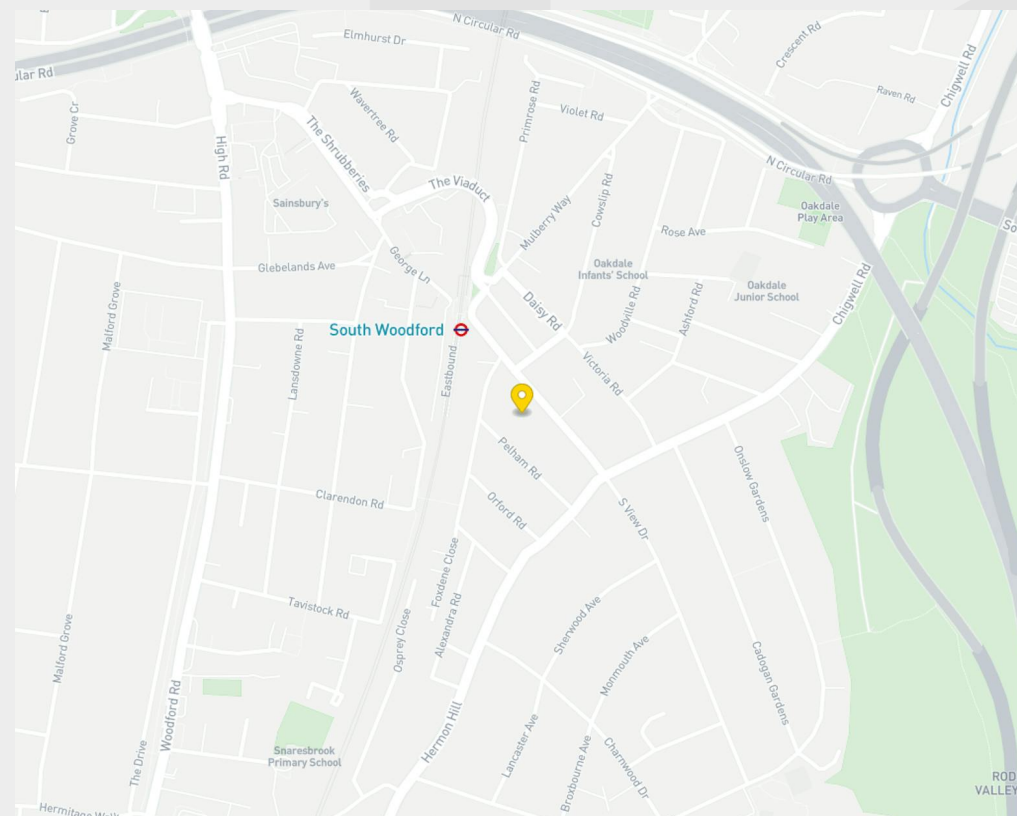 N Circular Rd
Elmhurst Dr
Crescent Rd
Chigwell Rd
Raven Rd
Grove Cr
Wavertree Rd
Primrose Rd
Violet Rd
High Rd
The Shrubberies
N Circular Rd
The Viaduct
Sainsbury's
Mulberry Way
Cowslip Rd
Oakdale
Play Area
Rose Ave
Glebelands Ave
George Ln
Oakdale
Infants' School
Oakdale
Junior School
Chigwell Rd
Malford Grove
Daisy Rd
Woodville Rd
Ashford Rd
South Woodford
Lansdowne Rd
Eastbound
Victoria Rd
Pelham Rd
Onslow Gardens
Clarendon Rd
Orford Rd
S View Dr
Foxdene Close
Tavistock Rd
Alexandra Rd
Osprey Close
Sherwood Ave
Malford Grove
Monmouth Ave
Cadogan Gardens
Woodford Rd
Hermon Hill
Lancaster Ave
The Drive
Snaresbrook
Primary School
Broxbourne Ave
Charnwood Dr